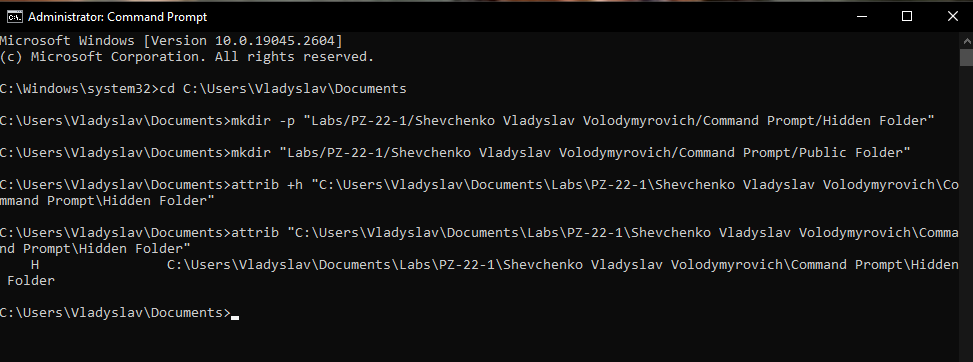 Administrator: Command Prompt
Microsoft Windows [Version 10.0.19045.2604]
(c) Microsoft Corporation. All rights reserved.
C:\Windows\system32>cd C:\Users\Vladyslav\Documents
C:\Users\Vladyslav\Documents>mkdir -p "Labs/PZ-22-1/Shevchenko Vladyslav Volodymyrovich/Command Prompt/Hidden Folder"
C:\Users\Vladyslav\Documents>mkdir "Labs/PZ-22-1/Shevchenko Vladyslav Volodymyrovich/Command Prompt/Public Folder"
C:\Users\Vladyslav\Documents>attrib +h "C:\Users\Vladyslav\Documents\Labs\PZ-22-1\Shevchenko Vladyslav Volodymyrovich\Co
mmand Prompt\Hidden Folder"
C:\Users\Vladyslav\Documents>attrib "C:\Users\Vladyslav\Documents\Labs\PZ-22-1\Shevchenko Vladyslav Volodymyrovich\Comma
nd Prompt\Hidden Folder"
    H                C:\Users\Vladyslav\Documents\Labs\PZ-22-1\Shevchenko Vladyslav Volodymyrovich\Command Prompt\Hidden
 Folder
C:\Users\Vladyslav\Documents>